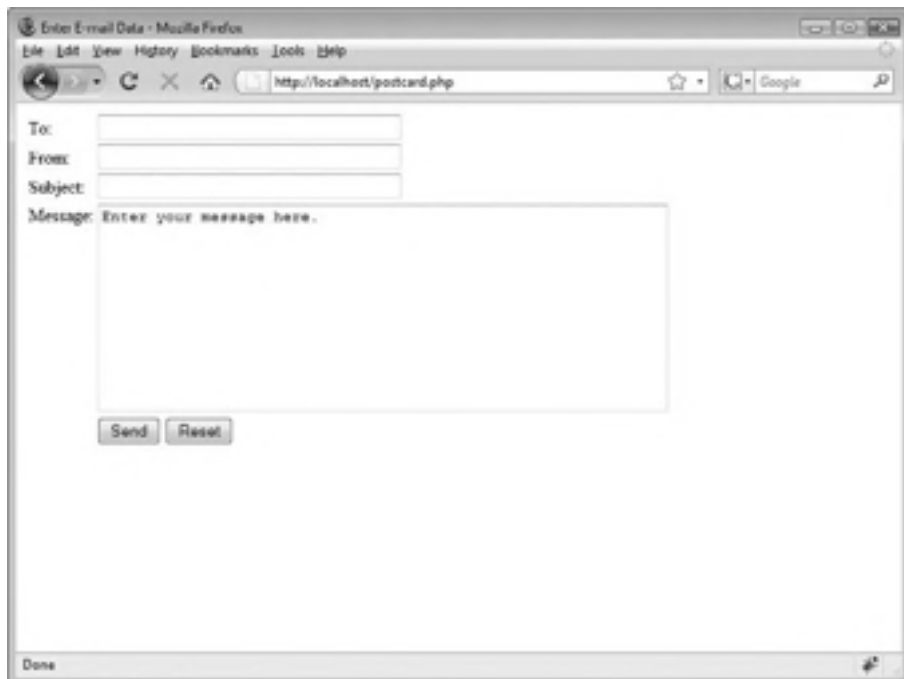 Enter E-mail Data - Mozilla Firefox
File Edit View History Bookmarks Tools Help
http://localhost/postcard.php
Google
To:
From:
Subject:
Message: Enter your message here.
Send Reset
Done